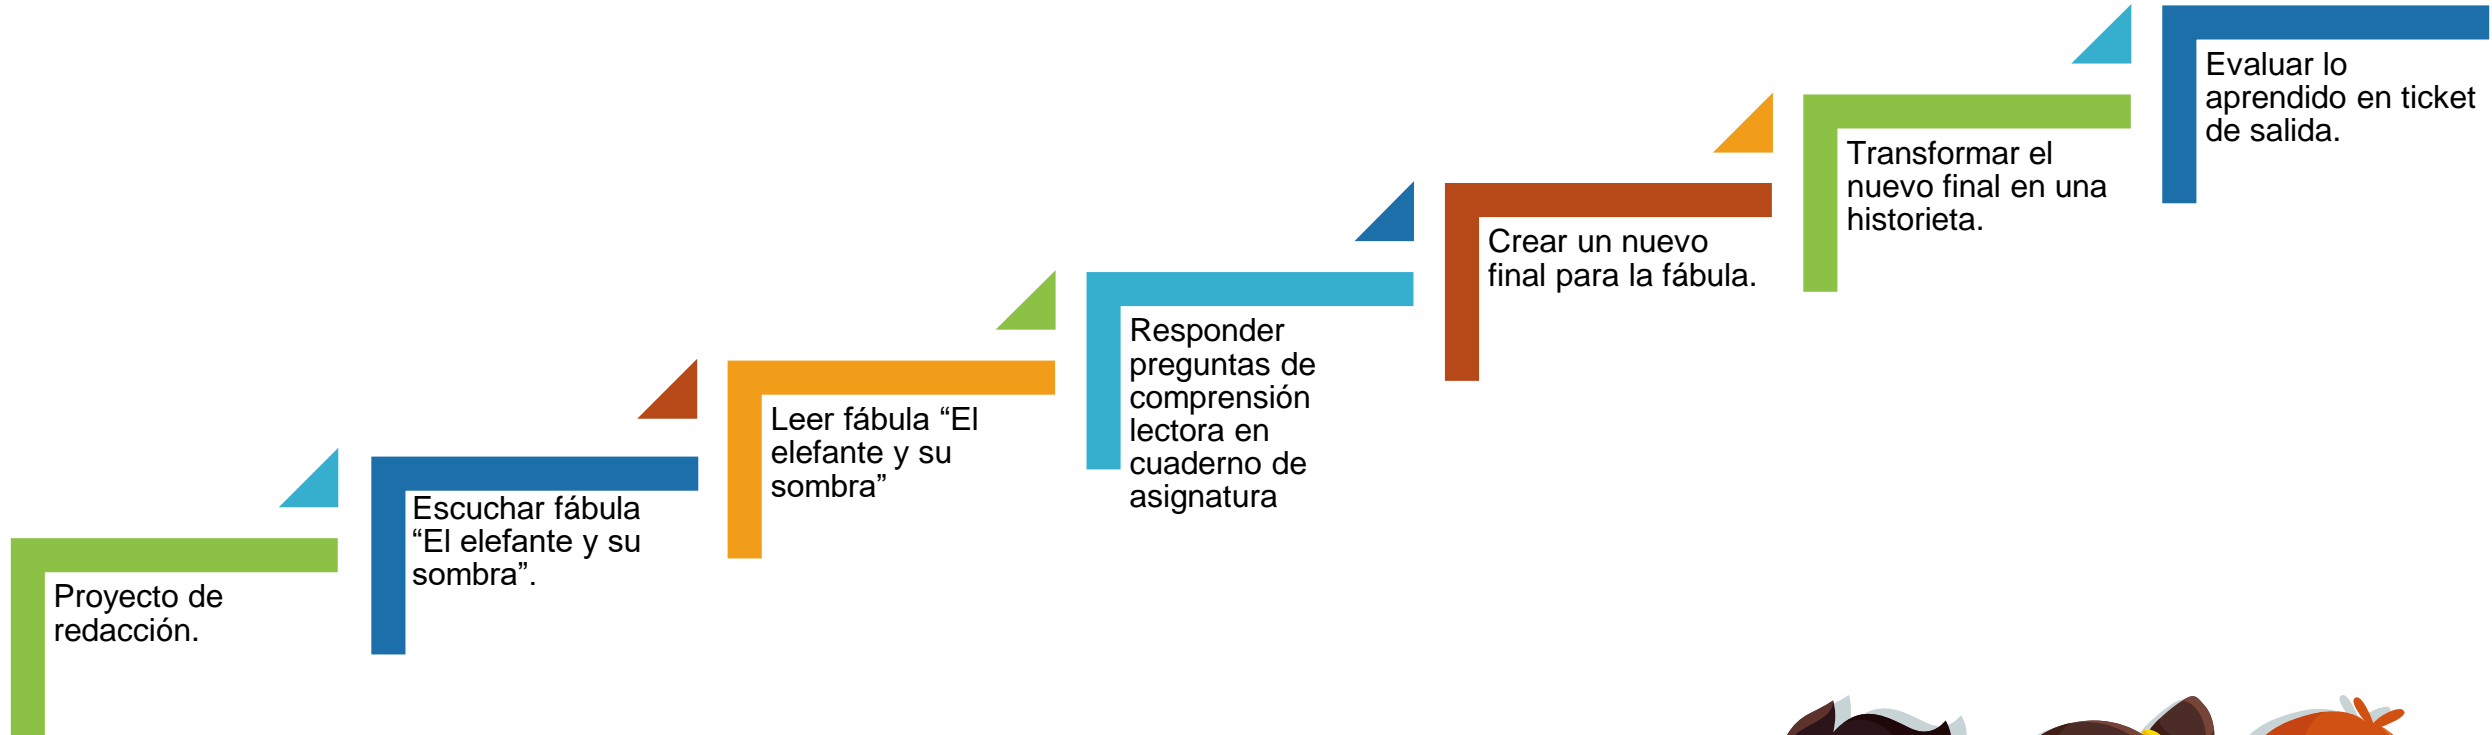 Proyecto de
redacción.
Escuchar fábula
“El elefante y su
sombra”.
Leer fábula “El
elefante y su
sombra”
Responder
preguntas de
comprensión
lectora en
cuaderno de
asignatura
Crear un nuevo
final para la fábula.
Transformar el
nuevo final en una
historieta.
Evaluar lo
aprendido en ticket
de salida.